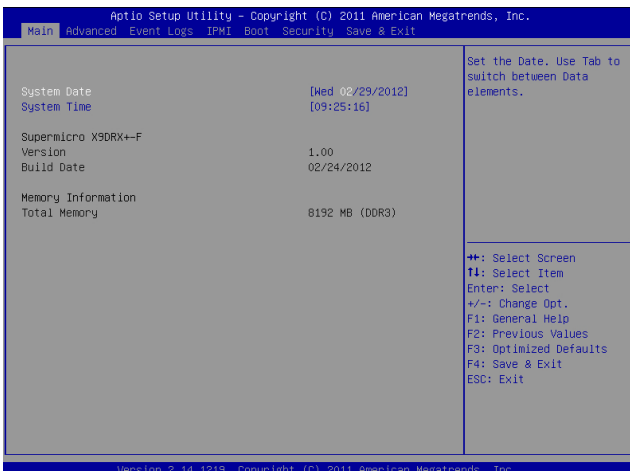 Aptio Setup Utility – Copyright (C) 2011 American Megatrends, Inc.
Main Advanced Event Logs IPMI Boot Security Save & Exit
Set the Date. Use Tab to
switch between Data
elements.
System Date [Wed 02/29/2012]
System Time [09:25:16]
Supermicro X9DRX+-F
Version 1.00
Build Date 02/24/2012
Memory Information
Total Memory 8192 MB (DDR3)
→←: Select Screen
↑↓: Select Item
Enter: Select
+/-: Change Opt.
F1: General Help
F2: Previous Values
F3: Optimized Defaults
F4: Save & Exit
ESC: Exit
Version 2.14.1219. Copyright (C) 2011 American Megatrends, Inc.